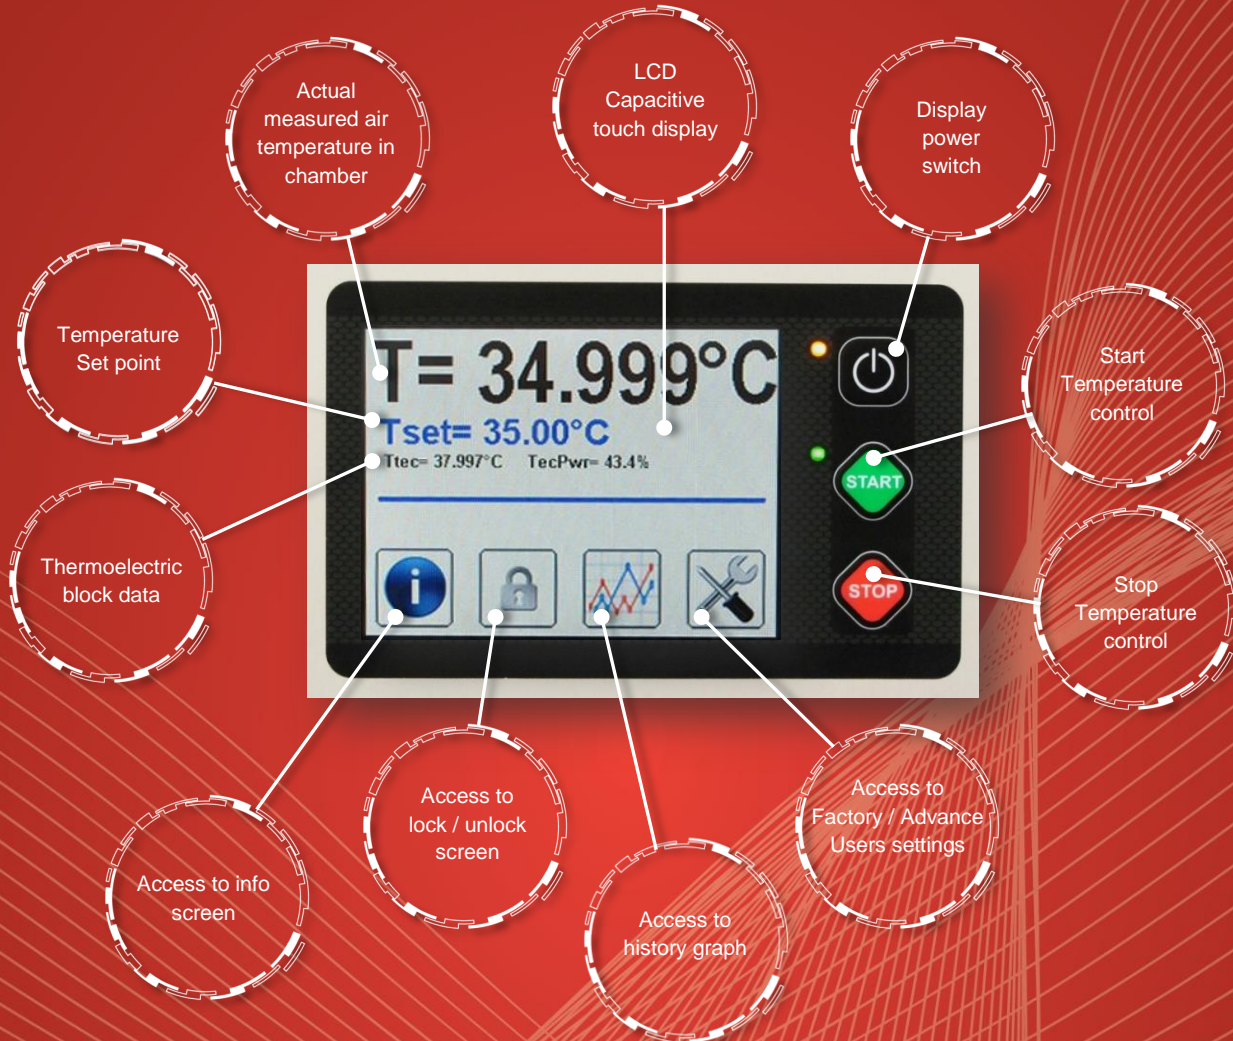 Actual
measured air
temperature in
chamber
LCD
Capacitive
touch display
Display
power
switch
Temperature
Set point
Start
Temperature
control
Thermoelectric
block data
Stop
Temperature
control
T= 34.999°C
Tset= 35.00°C
Ttec= 37.997°C TecPwr= 43.4%
START
STOP
Access to info
screen
Access to
lock / unlock
screen
Access to
history graph
Access to
Factory / Advance
Users settings